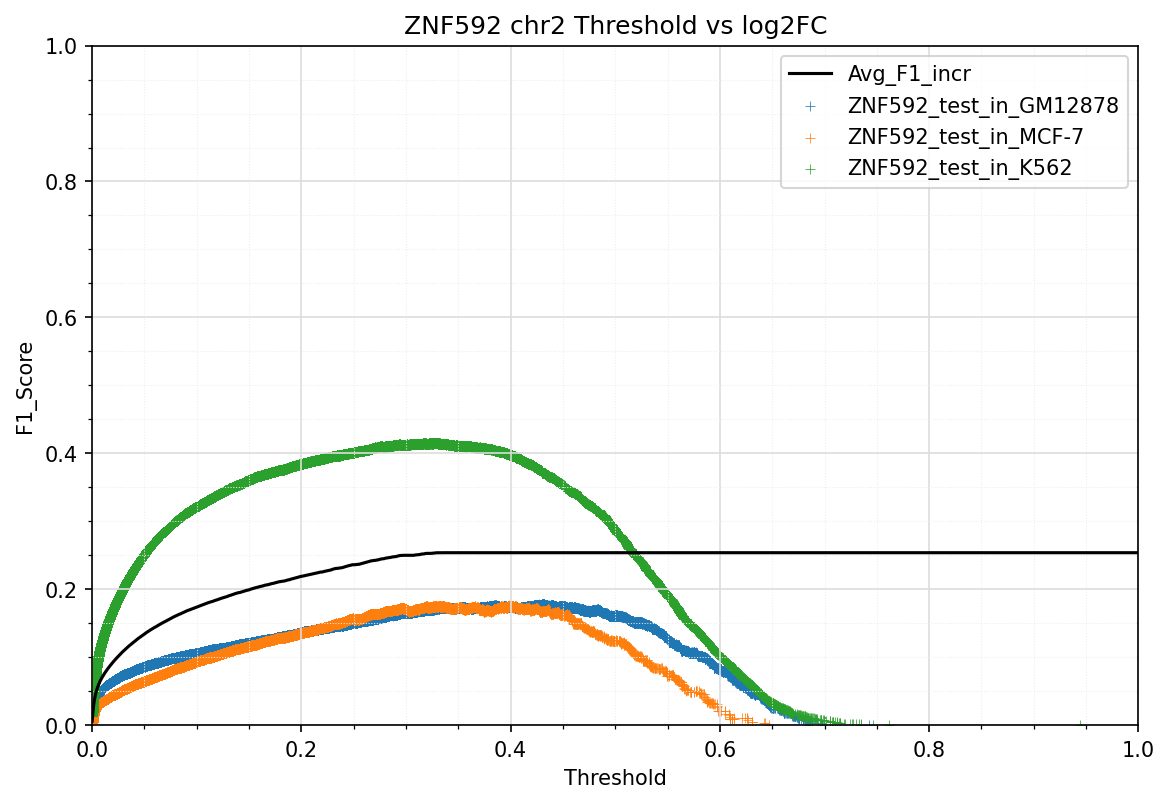 ZNF592 chr2 Threshold vs log2FC
1.0
0.8
0.6
0.4
0.2
0.0
F1_Score
Avg_F1_incr
ZNF592_test_in_GM12878
ZNF592_test_in_MCF-7
ZNF592_test_in_K562
0.0 0.2 0.4 0.6 0.8 1.0
Threshold